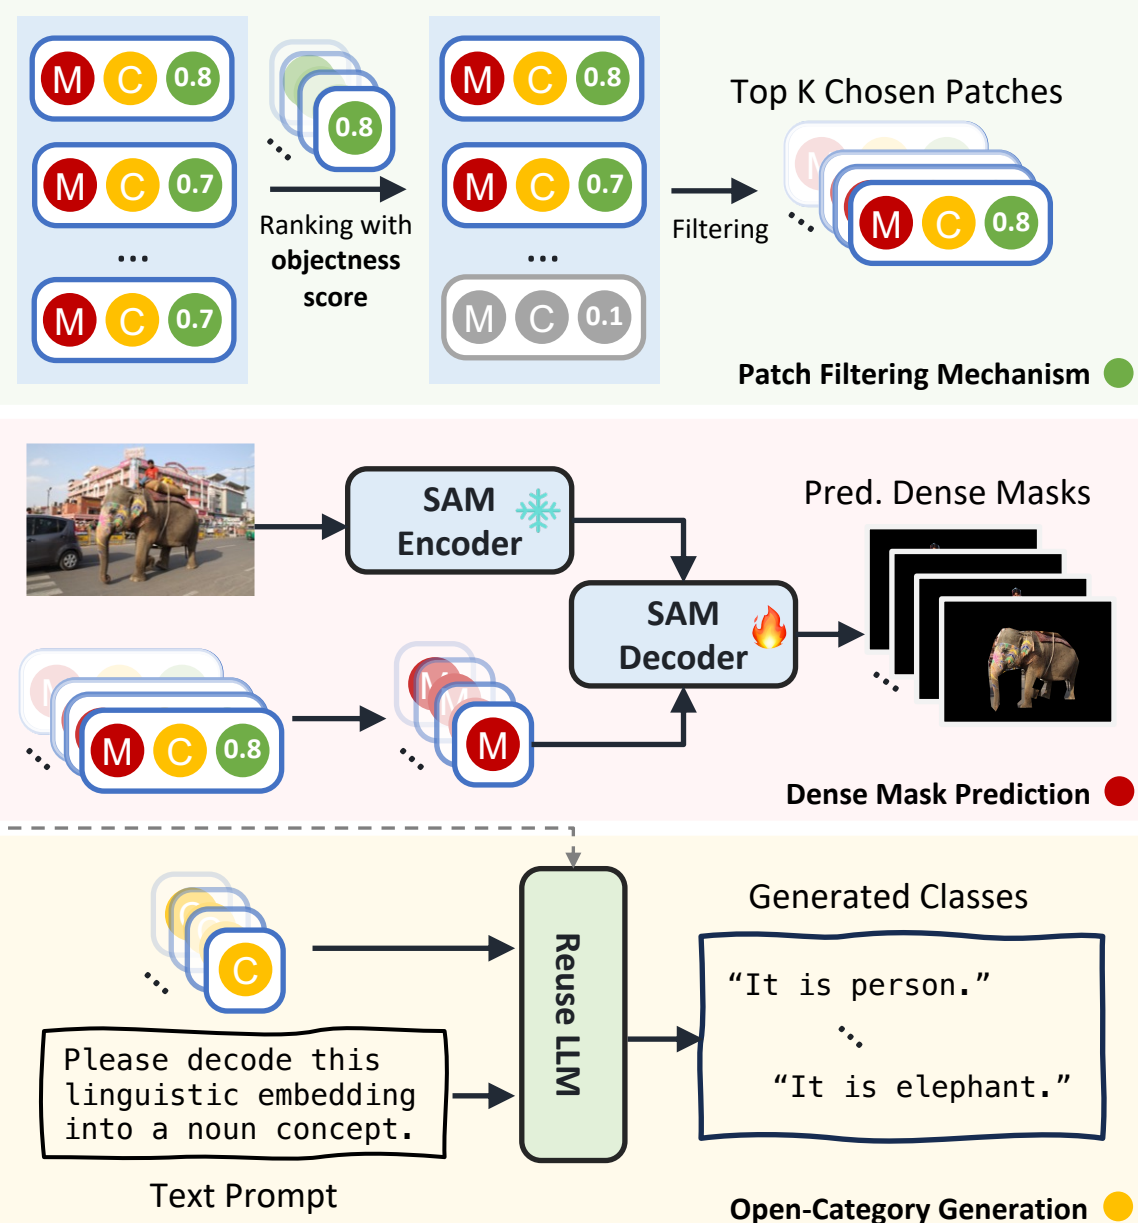 M C 0.8
M C 0.7
...
M C 0.7
0.8
Ranking with
objectness
score
M C 0.8
M C 0.7
...
M C 0.1
Filtering
Top K Chosen Patches
M C 0.8
Patch Filtering Mechanism
SAM
Encoder
SAM
Decoder
Pred. Dense Masks
M C 0.8
M
M
M
Dense Mask Prediction
C
C
C
Please decode this
linguistic embedding
into a noun concept.
Text Prompt
Reuse LLM
Generated Classes
“It is person.”
“It is elephant.”
Open-Category Generation